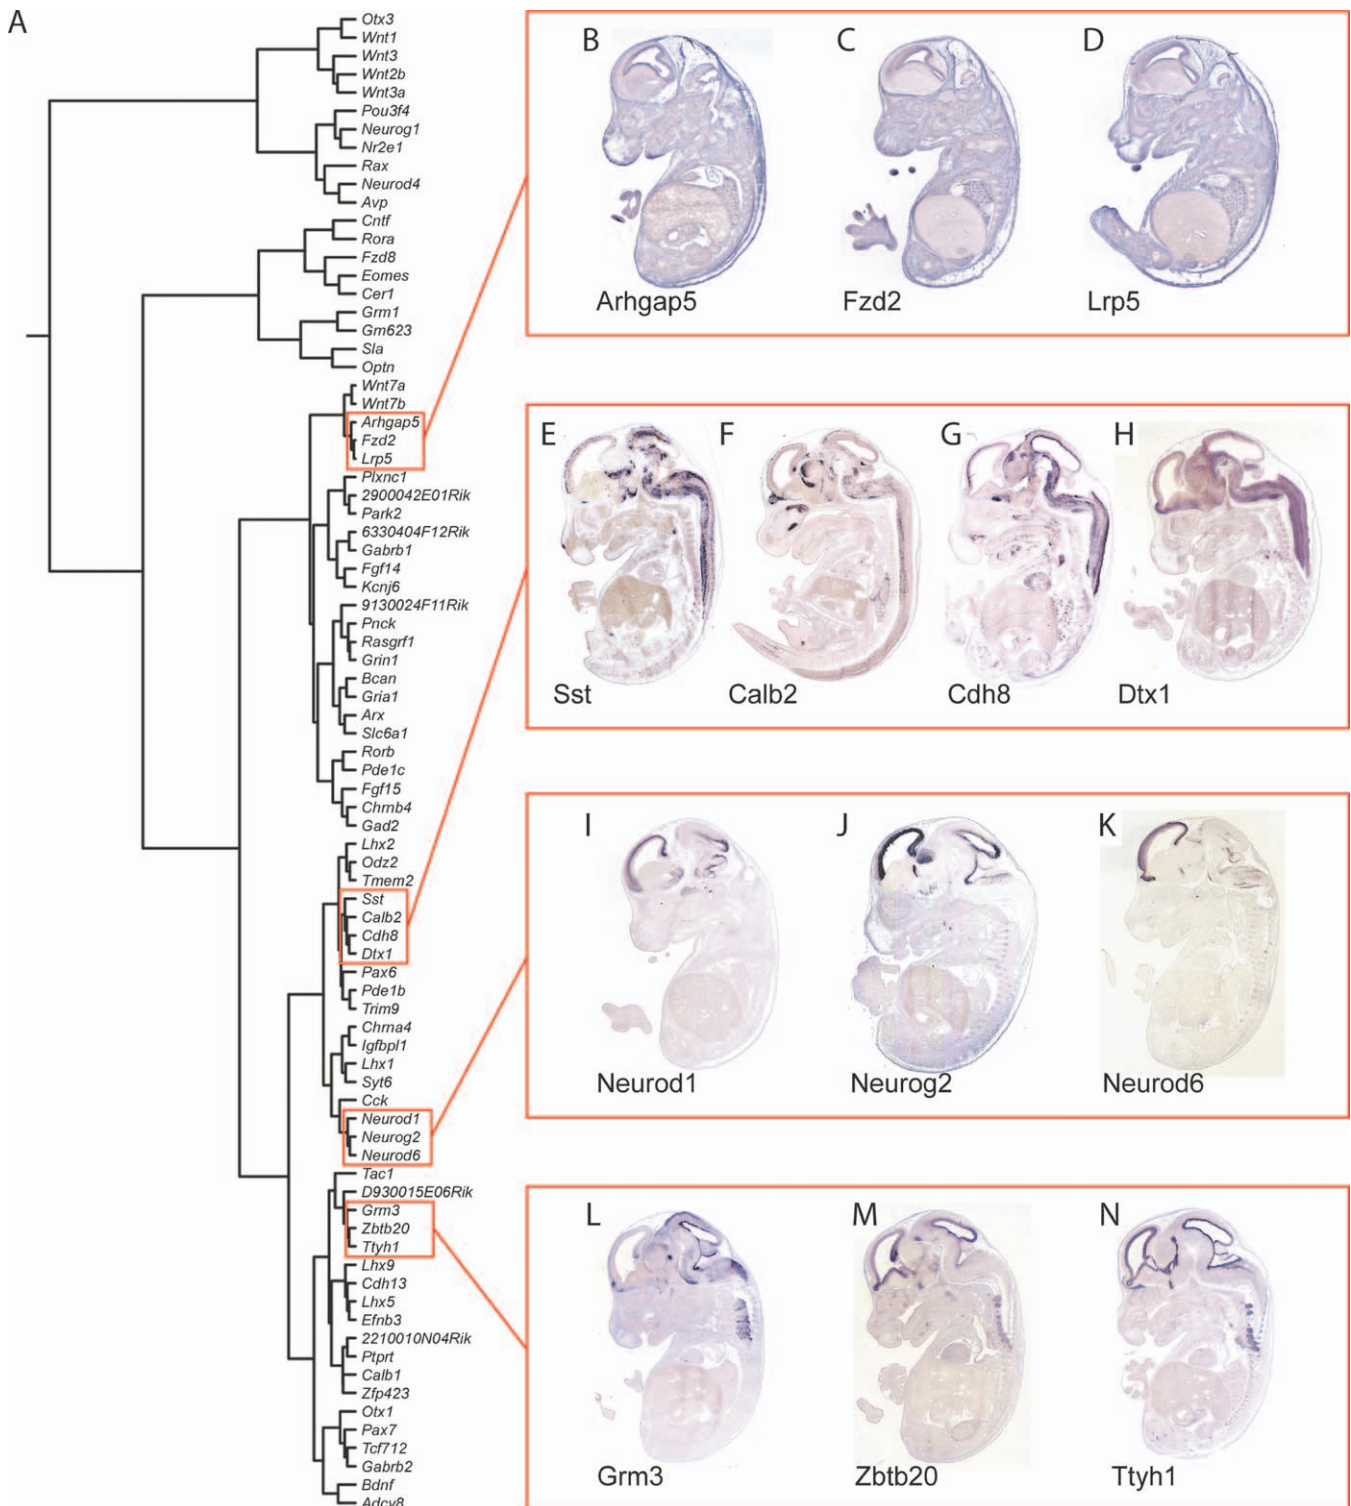 A
Otx3
Wnt1
Wnt3
Wnt2b
Wnt3a
Pou3f4
Neurog1
Nr2e1
Rax
Neurod4
Avp
Cntf
Rora
Fzd8
Eomes
Cer1
Grm1
Gm623
Sla
Optn
Wnt7a
Wnt7b
Arhgap5
Fzd2
Lrp5
Plxnc1
2900042E01Rik
Park2
6330404F12Rik
Gabrb1
Fgf14
Kcnj6
9130024F11Rik
Pnck
Rasgrf1
Grin1
Bcan
Gria1
Arx
Slc6a1
Rorb
Pde1c
Fgf15
Chrnb4
Gad2
Lhx2
Odz2
Tmem2
Sst
Calb2
Cdh8
Dtx1
Pax6
Pde1b
Trim9
Chrna4
Igfbpl1
Lhx1
Syt6
Cck
Neurod1
Neurog2
Neurod6
Tac1
D930015E06Rik
Grm3
Zbtb20
Ttyh1
Lhx9
Cdh13
Lhx5
Efnb3
2210010N04Rik
Ptprt
Calb1
Zfp423
Otx1
Pax7
Tcf712
Gabrb2
Bdnf
Adcy8
B C D
Arhgap5 Fzd2 Lrp5
E F G H
Sst Calb2 Cdh8 Dtx1
I J K
Neurod1 Neurog2 Neurod6
L M N
Grm3 Zbtb20 Ttyh1